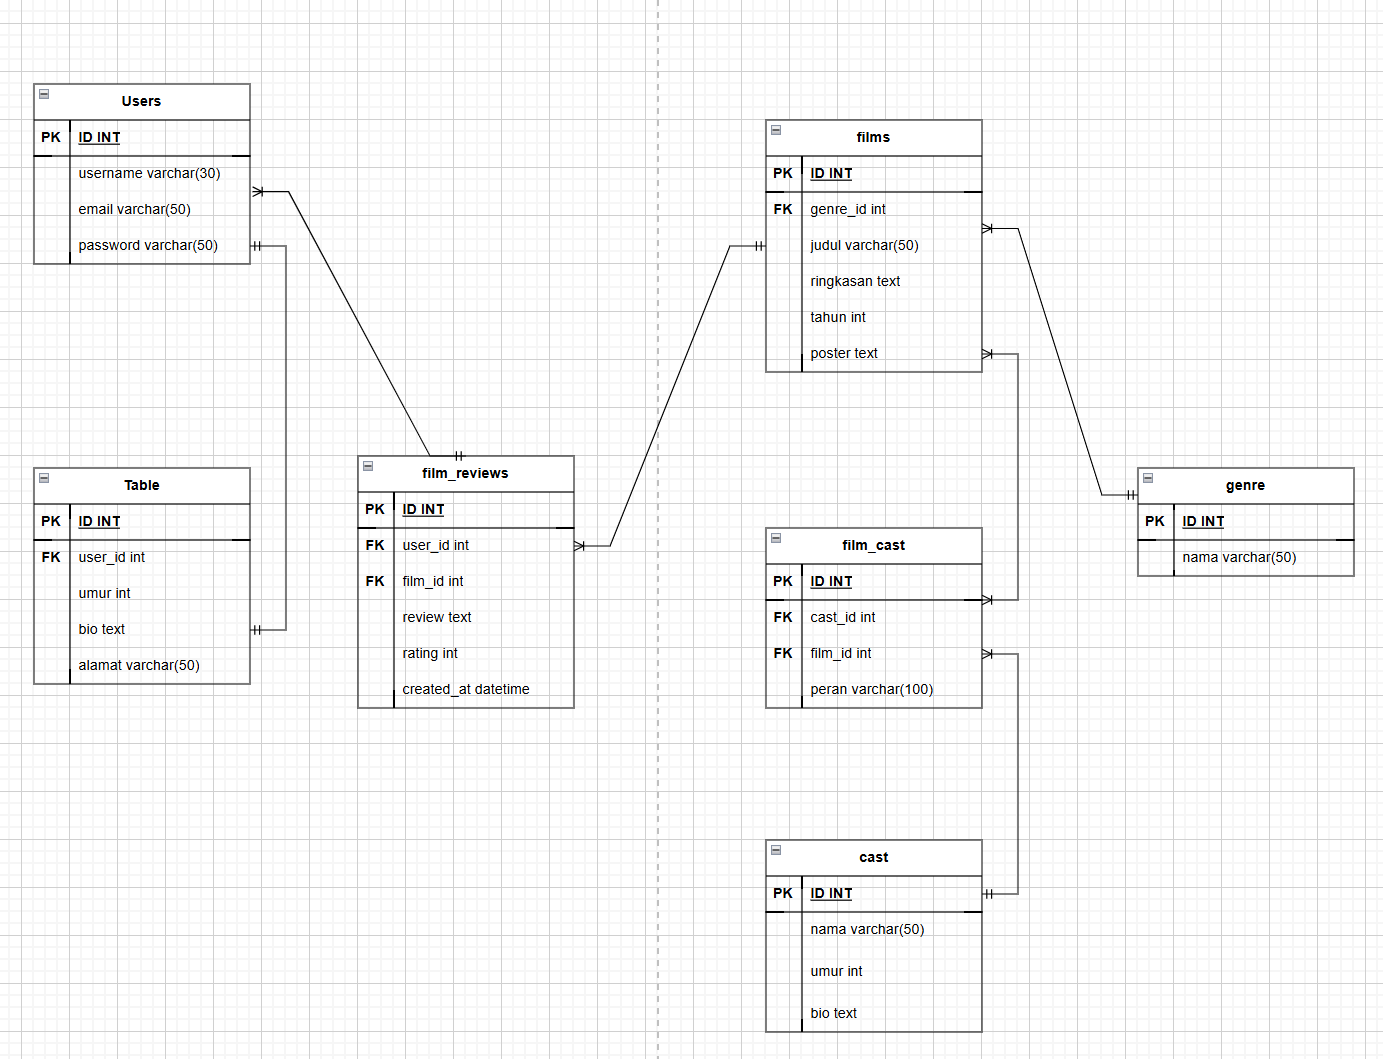 Users
PK ID INT
username varchar(30)
email varchar(50)
password varchar(50)
Table
PK ID INT
FK user_id int
umur int
bio text
alamat varchar(50)
film_reviews
PK ID INT
FK user_id int
FK film_id int
review text
rating int
created_at datetime
films
PK ID INT
FK genre_id int
judul varchar(50)
ringkasan text
tahun int
poster text
film_cast
PK ID INT
FK cast_id int
FK film_id int
peran varchar(100)
cast
PK ID INT
nama varchar(50)
umur int
bio text
genre
PK ID INT
nama varchar(50)